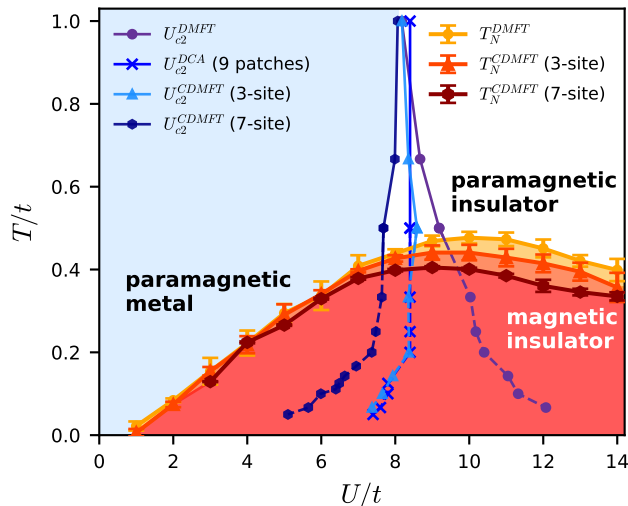 U_{c2}^{DMFT}
U_{c2}^{DCA} (9 patches)
U_{c2}^{CDMFT} (3-site)
U_{c2}^{CDMFT} (7-site)
T_N^{DMFT}
T_N^{CDMFT} (3-site)
T_N^{CDMFT} (7-site)
paramagnetic
insulator
paramagnetic
metal
magnetic
insulator
T/t
1.0
0.8
0.6
0.4
0.2
0.0
0 2 4 6 8 10 12 14
U/t